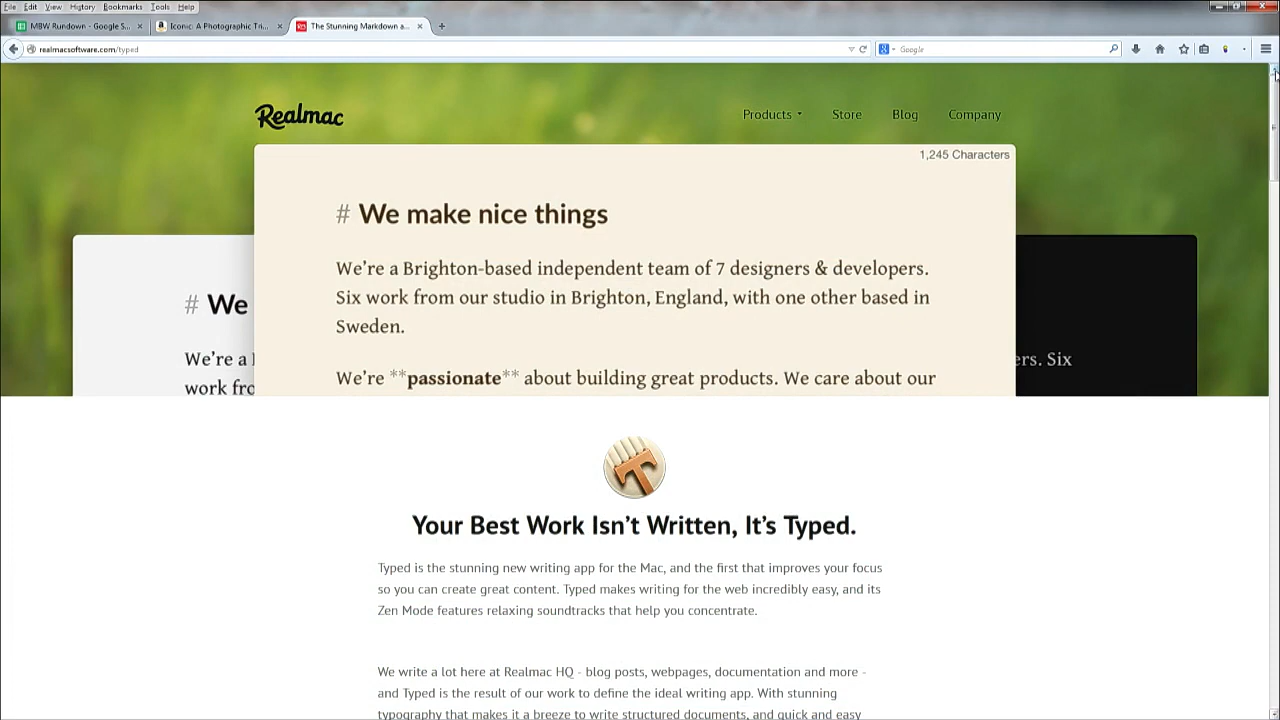 File Edit View History Bookmarks Tools Help
MBW Rundown - Google S...
Iconic: A Photographic Tri...
The Stunning Markdown a...
realmacsoftware.com/typed
Google
Realmac
Products
Store
Blog
Company
1,245 Characters
# We make nice things
We're a Brighton-based independent team of 7 designers & developers.
Six work from our studio in Brighton, England, with one other based in
Sweden.
We're **passionate** about building great products. We care about our
# We
We're a
work fro
ers. Six
Your Best Work Isn't Written, It's Typed.
Typed is the stunning new writing app for the Mac, and the first that improves your focus
so you can create great content. Typed makes writing for the web incredibly easy, and its
Zen Mode features relaxing soundtracks that help you concentrate.
We write a lot here at Realmac HQ - blog posts, webpages, documentation and more -
and Typed is the result of our work to define the ideal writing app. With stunning
typography that makes it a breeze to write structured documents, and quick and easy